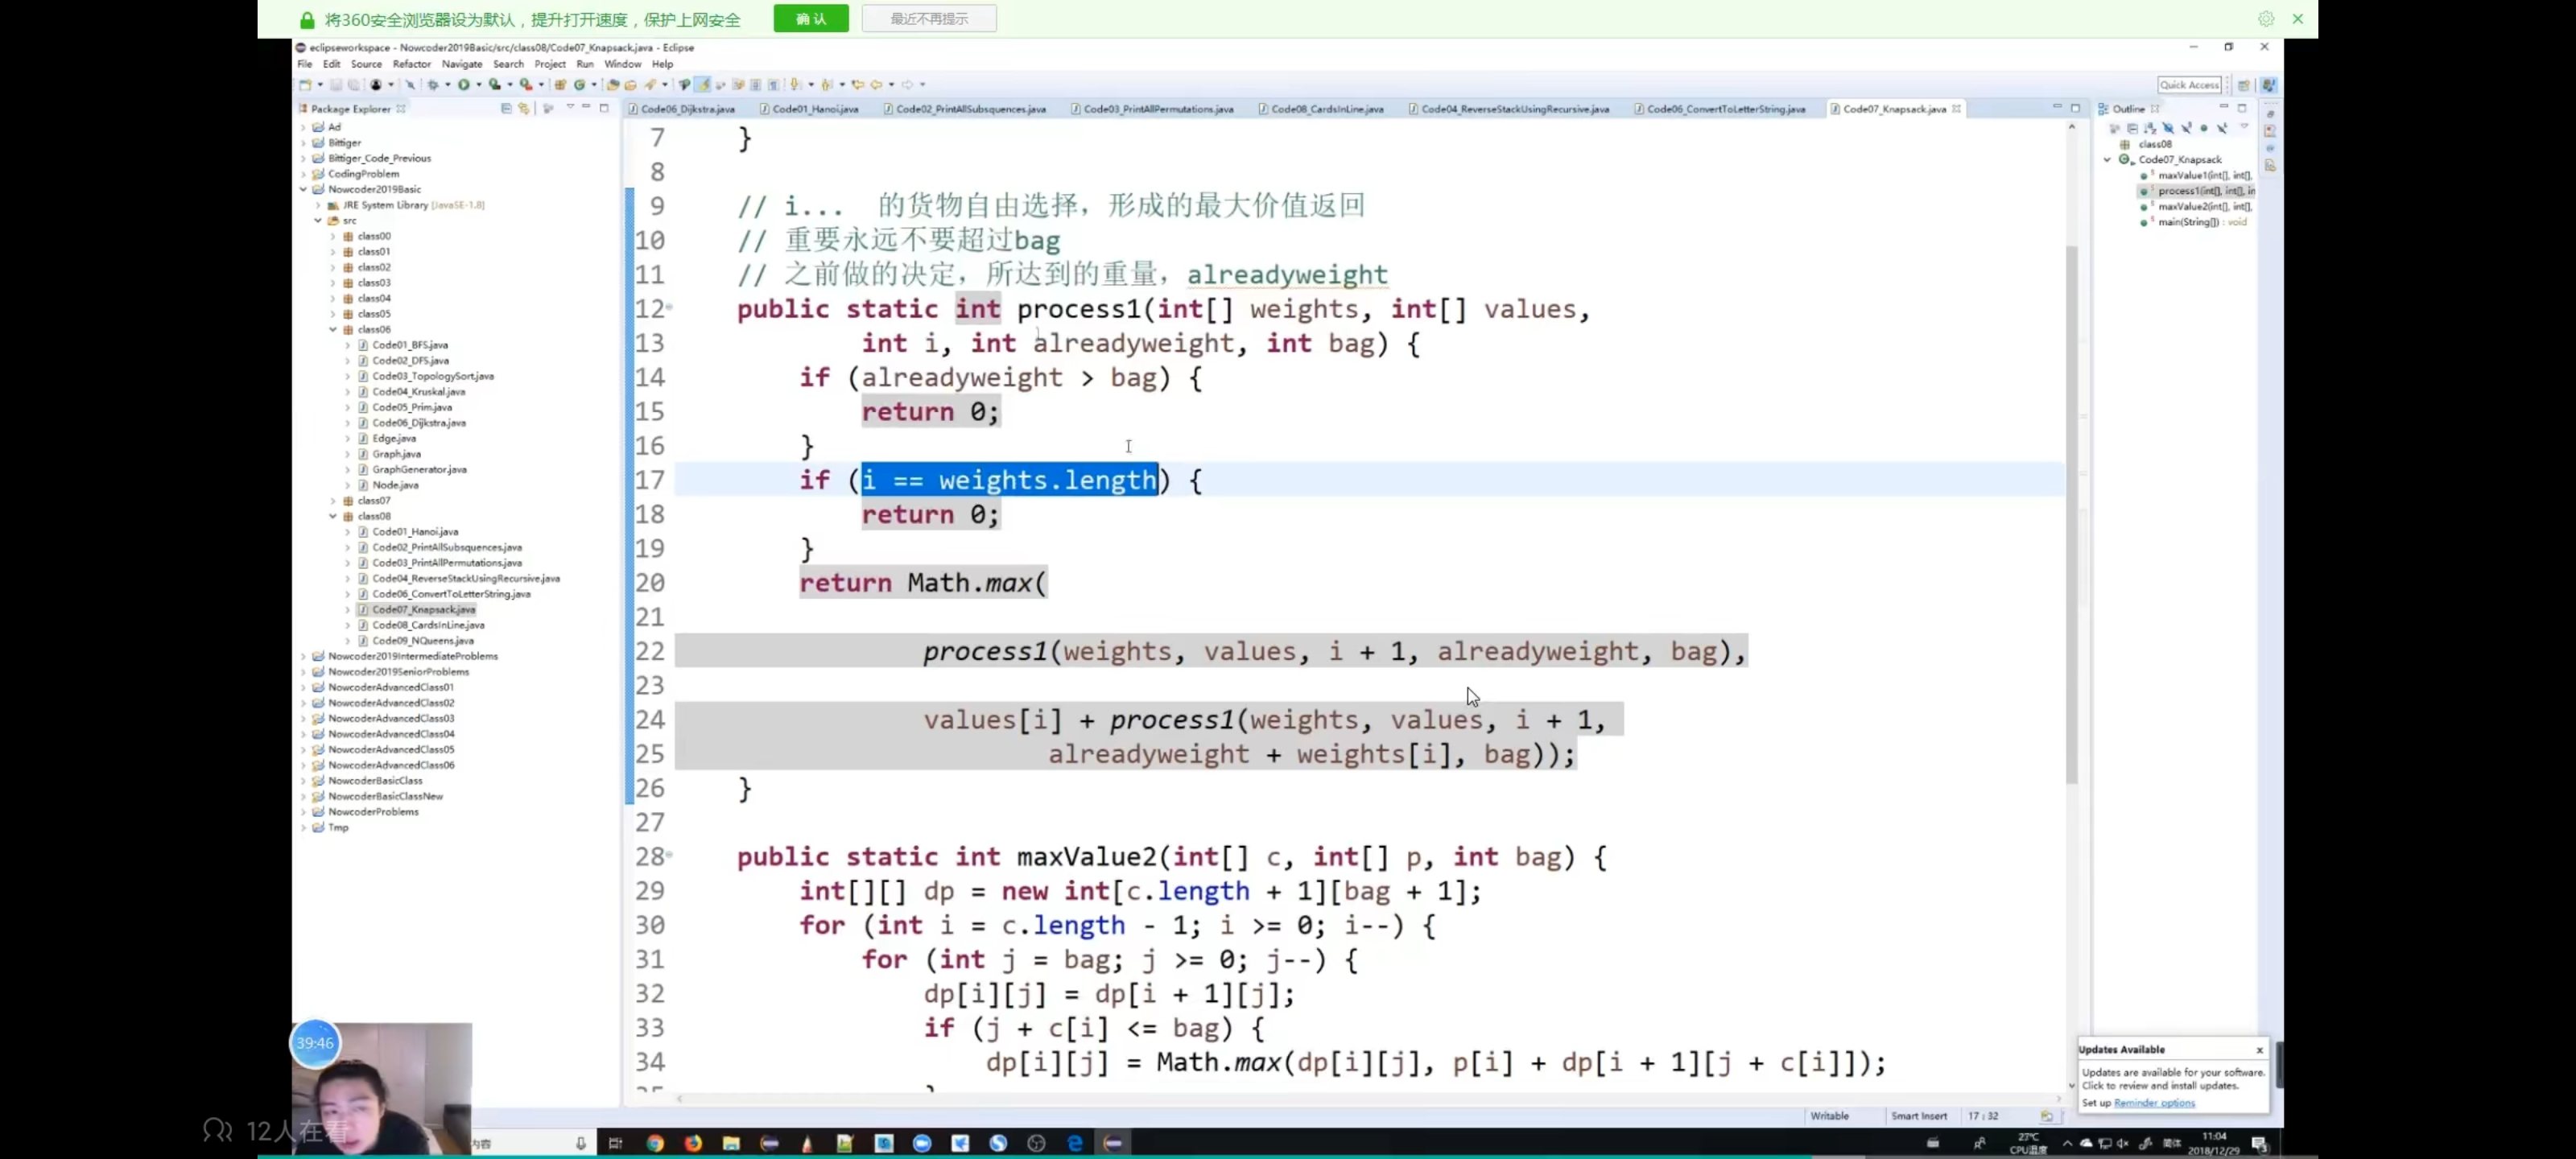 将360安全浏览器设为默认，提升打开速度，保护上网安全 确 认 最近不再提示
eclipseworkspace - Nowcoder2019Basic/src/class08/Code07_Knapsack.java - Eclipse
File Edit Source Refactor Navigate Search Project Run Window Help
Quick Access
Package Explorer
Ad
Bittiger
Bittiger_Code_Previous
CodingProblem
Nowcoder2019Basic
JRE System Library [JavaSE-1.8]
src
class00
class01
class02
class03
class04
class05
class06
Code01_BFS.java
Code02_DFS.java
Code03_TopologySort.java
Code04_Kruskal.java
Code05_Prim.java
Code06_Dijkstra.java
Edge.java
Graph.java
GraphGenerator.java
Node.java
class07
class08
Code01_Hanoi.java
Code02_PrintAllSubsquences.java
Code03_PrintAllPermutations.java
Code04_ReverseStackUsingRecursive.java
Code06_ConvertToLetterString.java
Code07_Knapsack.java
Code08_CardsInLine.java
Code09_NQueens.java
Nowcoder2019IntermediateProblems
Nowcoder2019SeniorProblems
NowcoderAdvancedClass01
NowcoderAdvancedClass02
NowcoderAdvancedClass03
NowcoderAdvancedClass04
NowcoderAdvancedClass05
NowcoderAdvancedClass06
NowcoderBasicClass
NowcoderBasicClassNew
NowcoderProblems
Tmp
Code06_Dijkstra.java Code01_Hanoi.java Code02_PrintAllSubsquences.java Code03_PrintAllPermutations.java Code08_CardsInLine.java Code04_ReverseStackUsingRecursive.java Code06_ConvertToLetterString.java Code07_Knapsack.java
7 }
8
9 // i... 的货物自由选择，形成的最大价值返回
10 // 重要永远不要超过bag
11 // 之前做的决定，所达到的重量，alreadyweight
12 public static int process1(int[] weights, int[] values,
13 int i, int alreadyweight, int bag) {
14 if (alreadyweight > bag) {
15 return 0;
16 }
17 if (i == weights.length) {
18 return 0;
19 }
20 return Math.max(
21
22 process1(weights, values, i + 1, alreadyweight, bag),
23
24 values[i] + process1(weights, values, i + 1,
25 alreadyweight + weights[i], bag));
26 }
27
28 public static int maxValue2(int[] c, int[] p, int bag) {
29 int[][] dp = new int[c.length + 1][bag + 1];
30 for (int i = c.length - 1; i >= 0; i--) {
31 for (int j = bag; j >= 0; j--) {
32 dp[i][j] = dp[i + 1][j];
33 if (j + c[i] <= bag) {
34 dp[i][j] = Math.max(dp[i][j], p[i] + dp[i + 1][j + c[i]]);
Outline
class08
Code07_Knapsack
maxValue1(int[], int[],
process1(int[], int[], in
maxValue2(int[], int[],
main(String[]) : void
Updates Available
Updates are available for your software.
Click to review and install updates.
Set up Reminder options
Writable Smart Insert 17 : 32
39:46
12人在看
内容
27℃
CPU温度
简体
11:04
2018/12/29